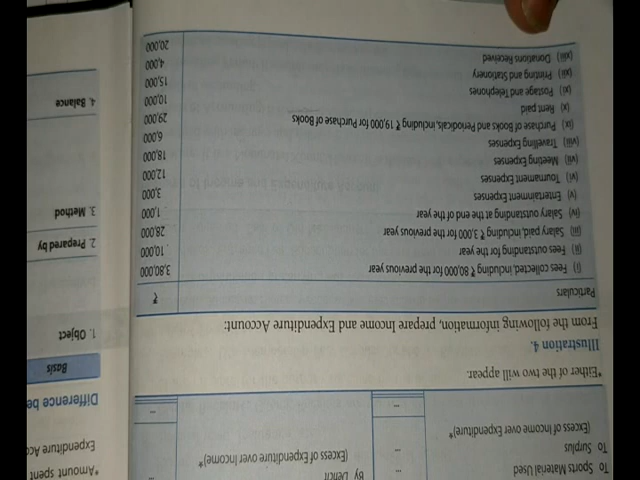 To Sports Material Used ...
To Surplus ...
(Excess of Income over Expenditure)*
...
By Deficit ...
(Excess of Expenditure over Income)*
...
*Either of the two will appear.
Illustration 4.
From the following information, prepare Income and Expenditure Account:
Particulars ₹
(i) Fees collected, including ₹ 80,000 for the previous year 3,80,000
(ii) Fees outstanding for the year 10,000
(iii) Salary paid, including ₹ 3,000 for the previous year 28,000
(iv) Salary outstanding at the end of the year 1,000
(v) Entertainment Expenses 3,000
(vi) Tournament Expenses 12,000
(vii) Meeting Expenses 18,000
(viii) Travelling Expenses 6,000
(ix) Purchase of Books and Periodicals, including ₹ 19,000 for Purchase of Books 29,000
(x) Rent paid 10,000
(xi) Postage and Telephones 15,000
(xii) Printing and Stationery 4,000
(xiii) Donations Received 20,000
*Amount spent
Expenditure Acc
Difference be
Basis
1. Object
2. Prepared by
3. Method
4. Balance